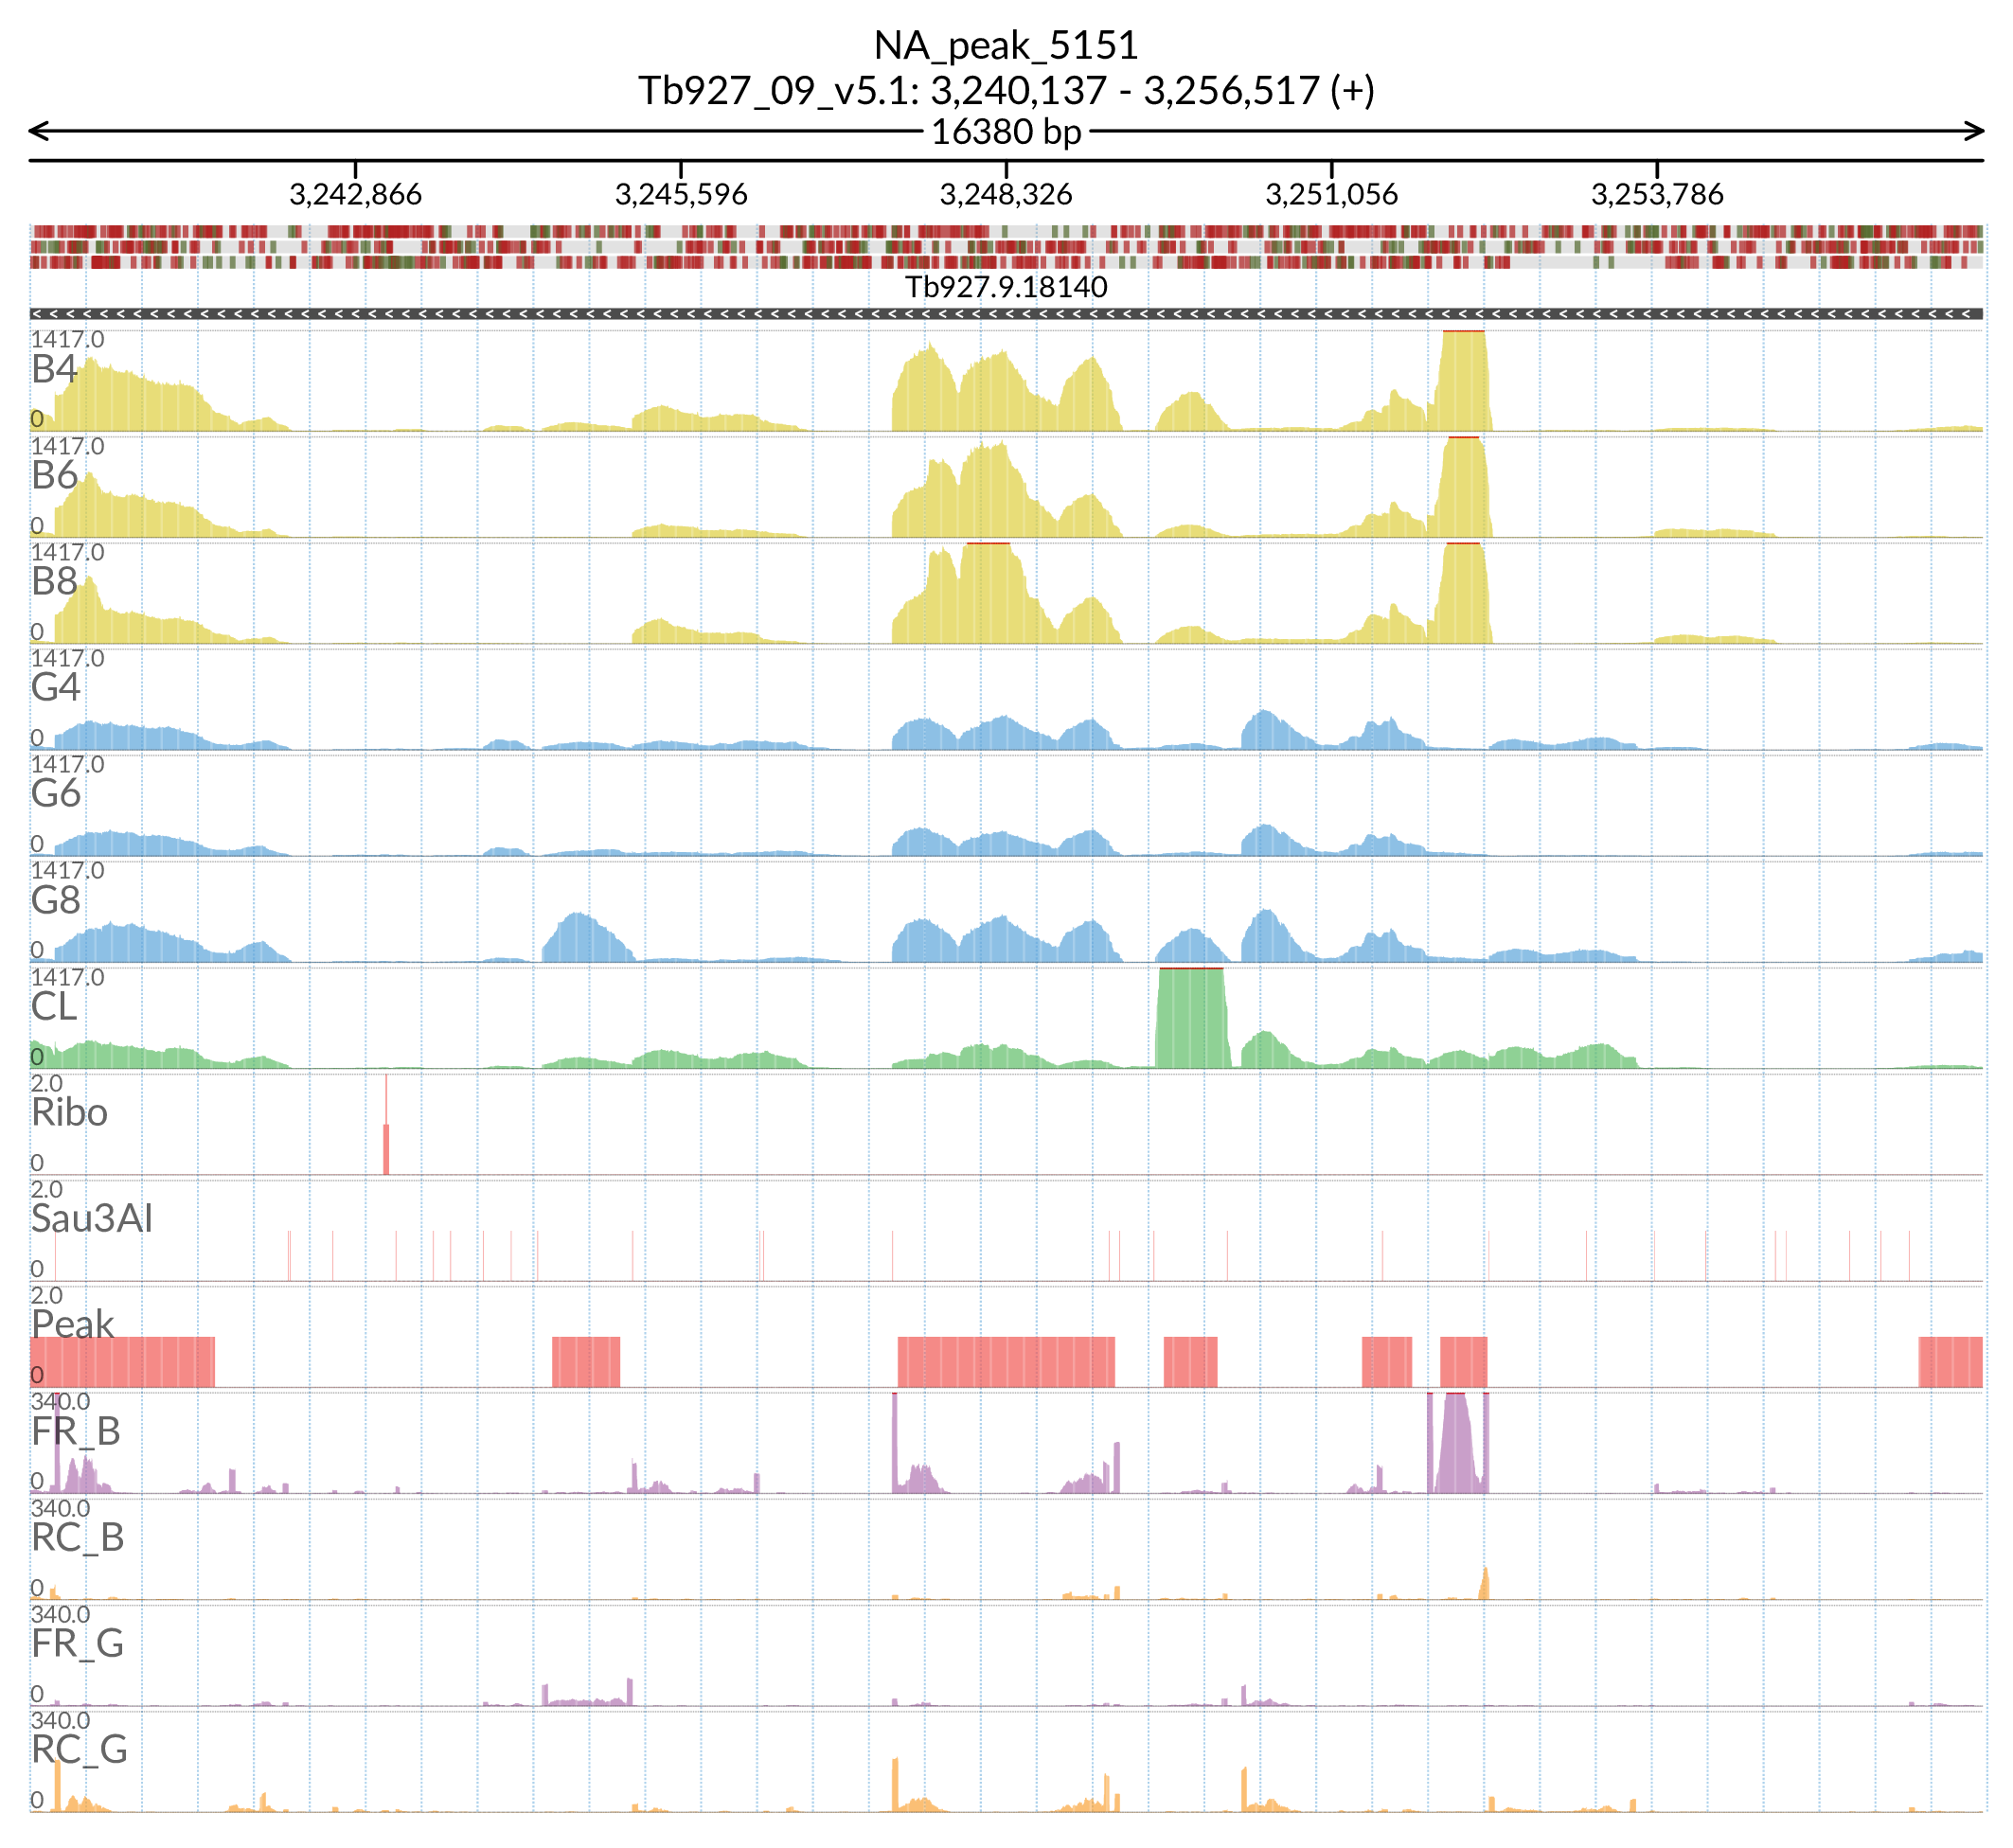 NA_peak_5151
Tb927_09_v5.1: 3,240,137 - 3,256,517 (+)
16380 bp
3,242,866 3,245,596 3,248,326 3,251,056 3,253,786
Tb927.9.18140
1417.0
B4
0
1417.0
B6
0
1417.0
B8
0
1417.0
G4
0
1417.0
G6
0
1417.0
G8
0
1417.0
CL
0
2.0
Ribo
0
2.0
Sau3AI
0
2.0
Peak
0
340.0
FR_B
0
340.0
RC_B
0
340.0
FR_G
0
340.0
RC_G
0